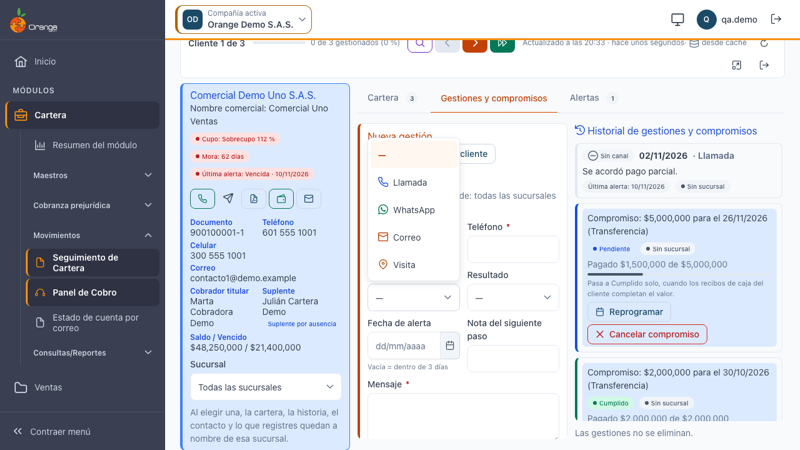 Orange
OD
Compañía activa
Orange Demo S.A.S.
Q
qa.demo
Cliente 1 de 3
0 de 3 gestionados (0 %)
Actualizado a las 20:33 · hace unos segundos
desde caché
Inicio
MÓDULOS
Cartera
Resumen del módulo
Maestros
Cobranza prejurídica
Movimientos
Seguimiento de Cartera
Panel de Cobro
Estado de cuenta por correo
Consultas/Reportes
Ventas
Contraer menú
Comercial Demo Uno S.A.S.
Nombre comercial: Comercial Uno
Ventas
Cupo: Sobrecupo 112 %
Mora: 62 días
Última alerta: Vencida · 10/11/2026
Documento
900100001-1
Teléfono
601 555 1001
Celular
300 555 1001
Correo
contacto1@demo.example
Cobrador titular
Marta
Cobradora
Demo
Suplente
Julián Cartera
Demo
Suplente por ausencia
Saldo / Vencido
$48,250,000 / $21,400,000
Sucursal
Todas las sucursales
Al elegir una, la cartera, la historia, el
contacto y lo que registres quedan a
nombre de esa sucursal.
Cartera 3
Gestiones y compromisos
Alertas 1
Nueva gestión
cliente
de: todas las sucursales
—
Llamada
WhatsApp
Correo
Visita
Teléfono *
Resultado
—
—
Fecha de alerta
dd/mm/aaaa
Vacía = dentro de 3 días
Nota del siguiente
paso
Mensaje *
Historial de gestiones y compromisos
Sin canal
02/11/2026 · Llamada
Se acordó pago parcial.
Última alerta: 10/11/2026
Sin sucursal
Compromiso: $5,000,000 para el 26/11/2026
(Transferencia)
Pendiente
Sin sucursal
Pagado $1,500,000 de $5,000,000
Pasa a Cumplido solo, cuando los recibos de caja del
cliente completan el valor.
Reprogramar
Cancelar compromiso
Compromiso: $2,000,000 para el 30/10/2026
(Transferencia)
Cumplido
Sin sucursal
Pagado $2,000,000 de $2,000,000
Las gestiones no se eliminan.